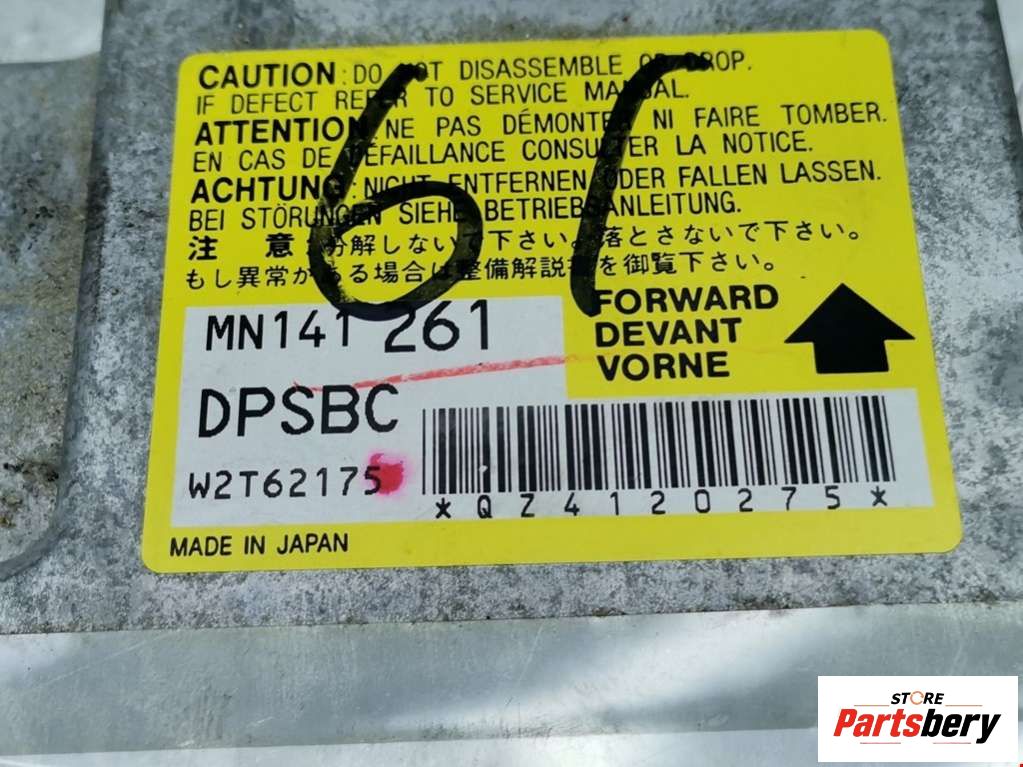 CAUTION:DO NOT DISASSEMBLE OR DROP.
IF DEFECT REFER TO SERVICE MANUAL.
ATTENTION:NE PAS DÉMONTER NI FAIRE TOMBER.
EN CAS DE DÉFAILLANCE CONSULTER LA NOTICE.
ACHTUNG:NICHT ENTFERNEN ODER FALLEN LASSEN.
BEI STÖRUNGEN SIEHE BETRIEBSANLEITUNG.
注 意:分解しないで下さい。落とさないで下さい。
もし異常がある場合は整備解説書を御覧下さい。
61
MN141 261
FORWARD
DEVANT
VORNE
DPSBC
W2T62175
*QZ4120275*
MADE IN JAPAN
STORE
Partsbery